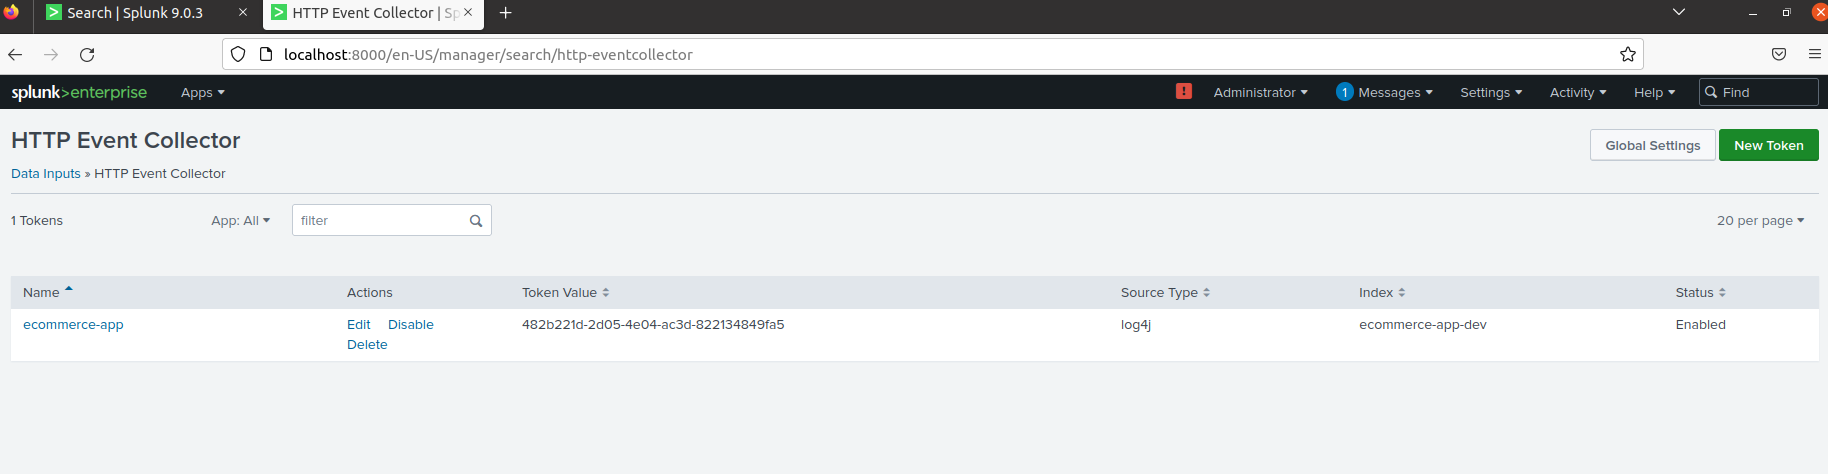 Search | Splunk 9.0.3
HTTP Event Collector | Sp
localhost:8000/en-US/manager/search/http-eventcollector
splunk>enterprise Apps Administrator 1 Messages Settings Activity Help Find
HTTP Event Collector
Global Settings New Token
Data Inputs » HTTP Event Collector
1 Tokens App: All filter 20 per page
Name Actions Token Value Source Type Index Status
ecommerce-app Edit Disable 482b221d-2d05-4e04-ac3d-822134849fa5 log4j ecommerce-app-dev Enabled
Delete